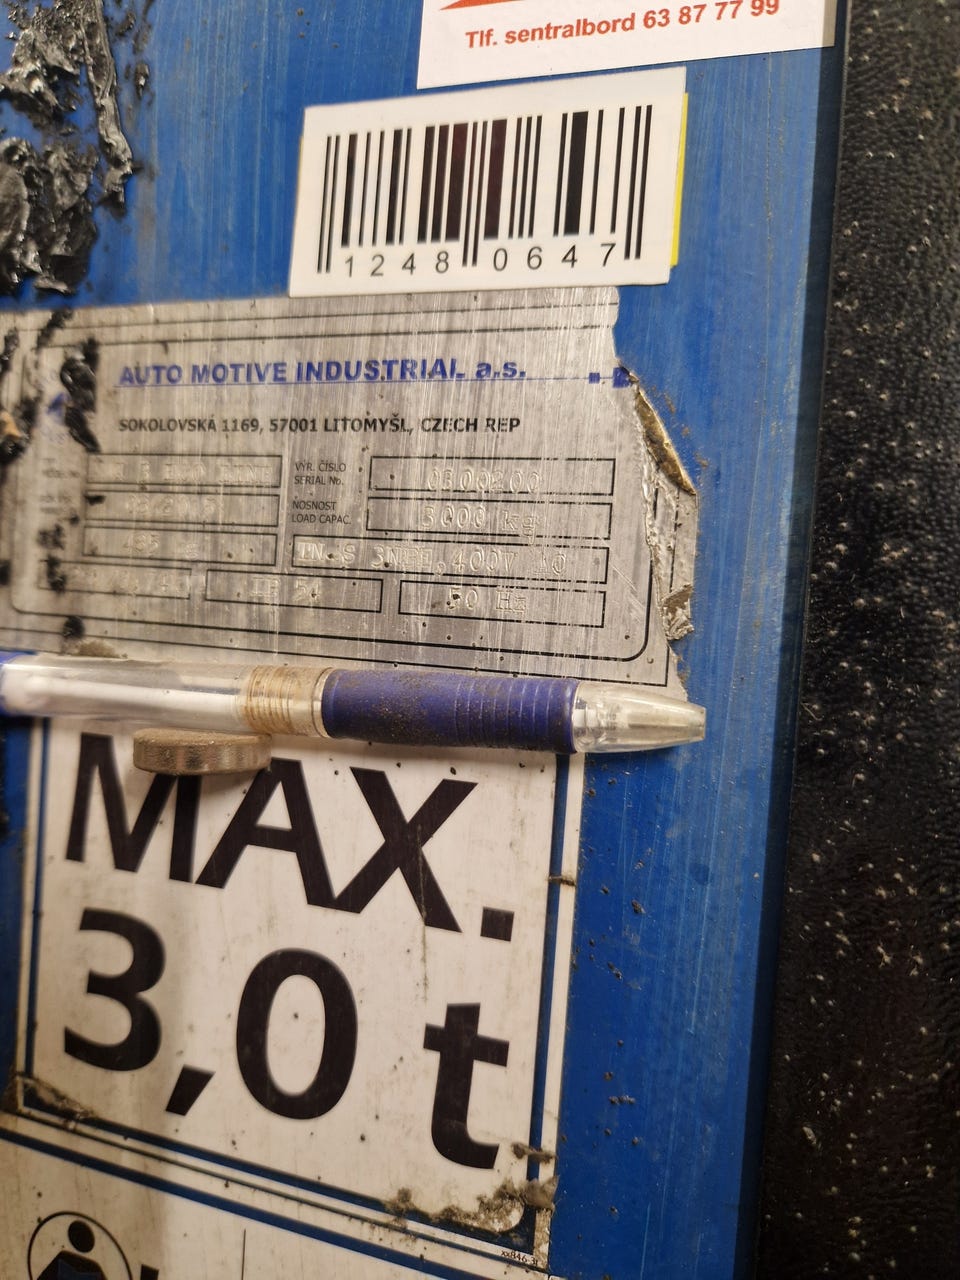 Tlf. sentralbord 63 87 77 99
1248 0647
AUTO MOTIVE INDUSTRIAL a.s.
SOKOLOVSKÁ 1169, 57001 LITOMYŠL, CZECH REP
VÝR. ČÍSLO
SERIAL No.
NOSNOST
LOAD CAPAC.
3000 kg
400V
IP 54
50 Hz
MAX.
3,0 t